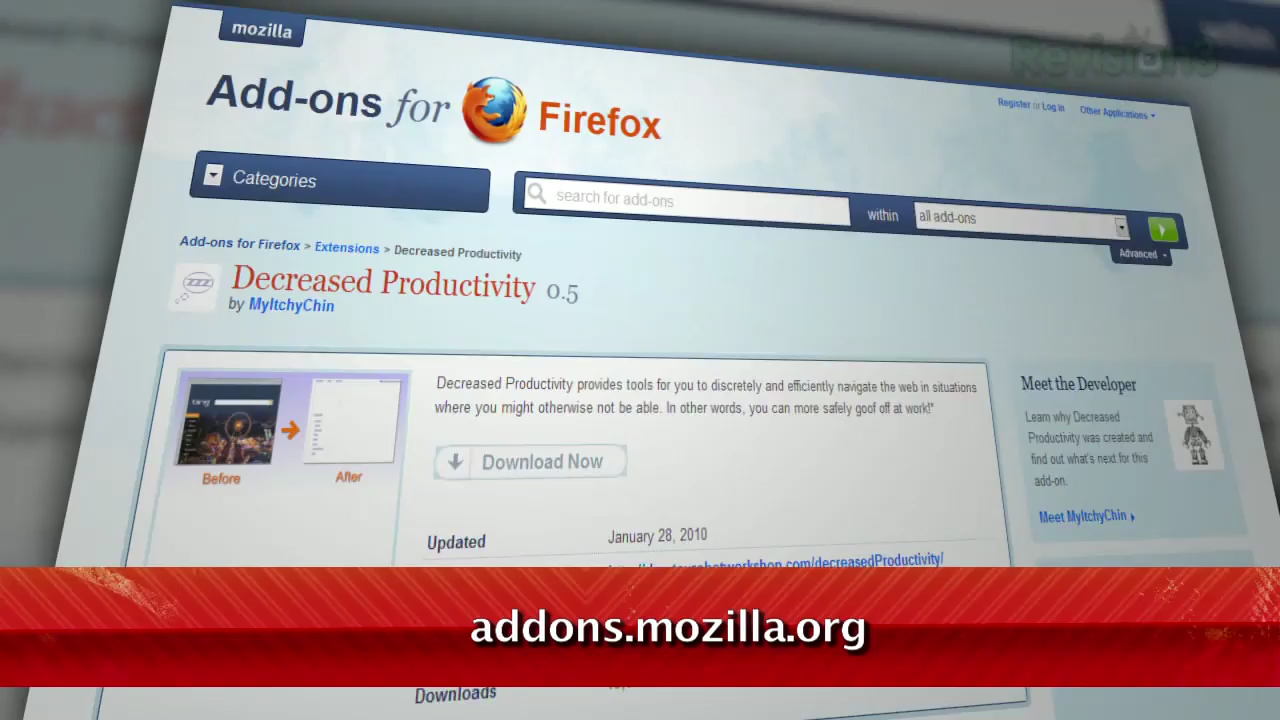 mozilla
Revision3
Register or Log in
Other Applications
Add-ons for Firefox
Categories
search for add-ons
within
all add-ons
Advanced
Add-ons for Firefox > Extensions > Decreased Productivity
zzz
Decreased Productivity 0.5
by MyItchyChin
bing
Before
After
Decreased Productivity provides tools for you to discretely and efficiently navigate the web in situations
where you might otherwise not be able. In other words, you can more safely goof off at work!"
Download Now
Meet the Developer
Learn why Decreased
Productivity was created and
find out what's next for this
add-on.
Meet MyItchyChin
Updated
January 28, 2010
addons.mozilla.org
Downloads